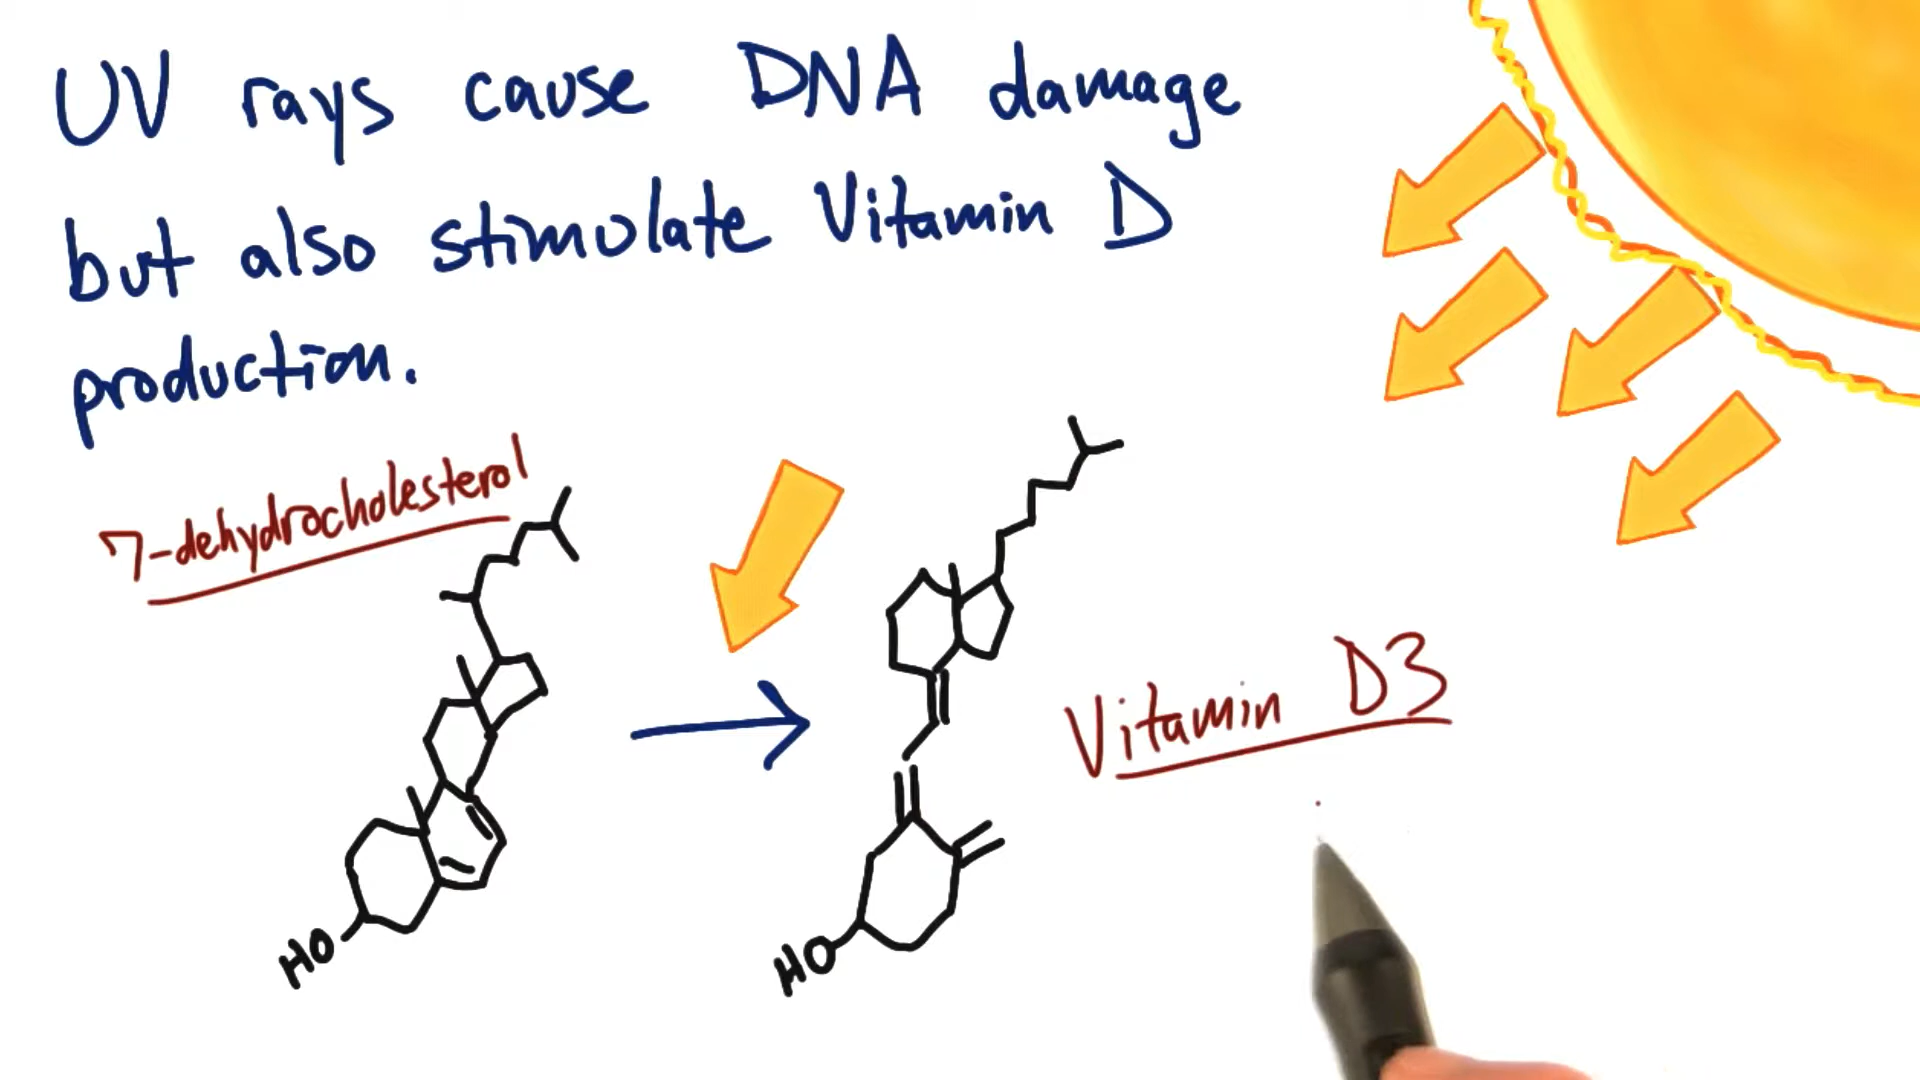 UV rays cause DNA damage
but also stimulate Vitamin D
production.
7-dehydrocholesterol
Vitamin D3
HO
HO